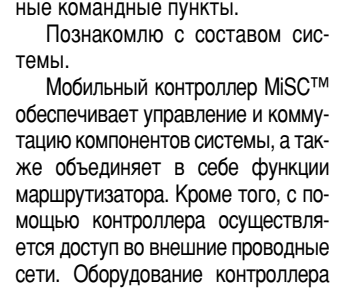 ные командные пункты.
Познакомлю с составом сис-
темы.
Мобильный контроллер MiSC™
обеспечивает управление и комму-
тацию компонентов системы, а так-
же объединяет в себе функции
маршрутизатора. Кроме того, с по-
мощью контроллера осуществля-
ется доступ во внешние проводные
сети. Оборудование контроллера